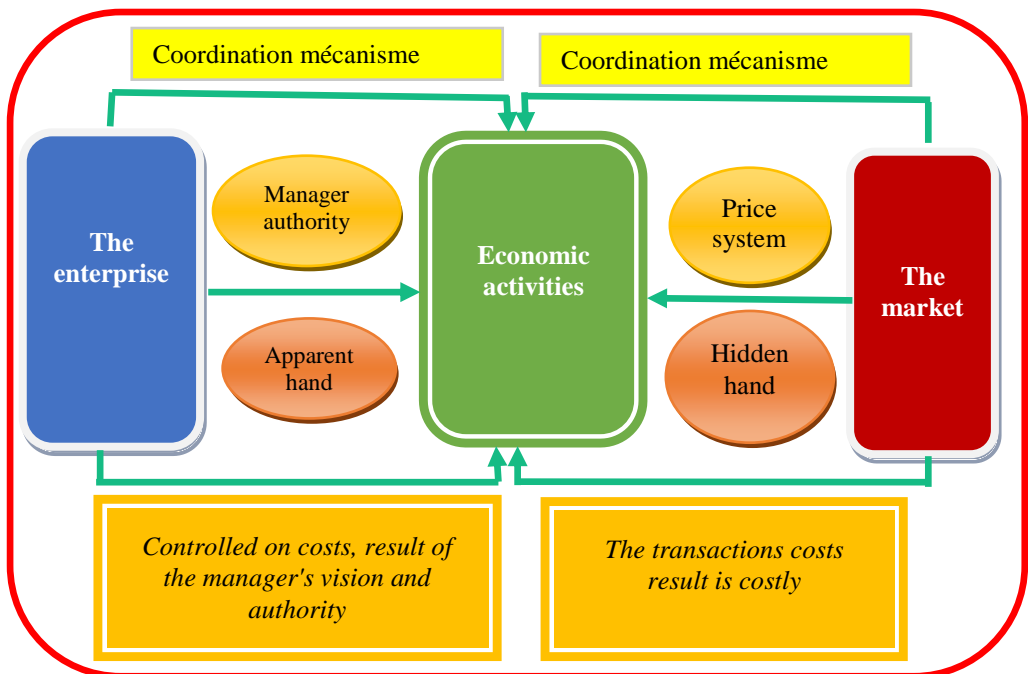 Coordination mécanisme
Coordination mécanisme
The
enterprise
Manager
authority
Apparent
hand
Economic
activities
Price
system
Hidden
hand
The
market
Controlled on costs, result of
the manager's vision and
authority
The transactions costs
result is costly